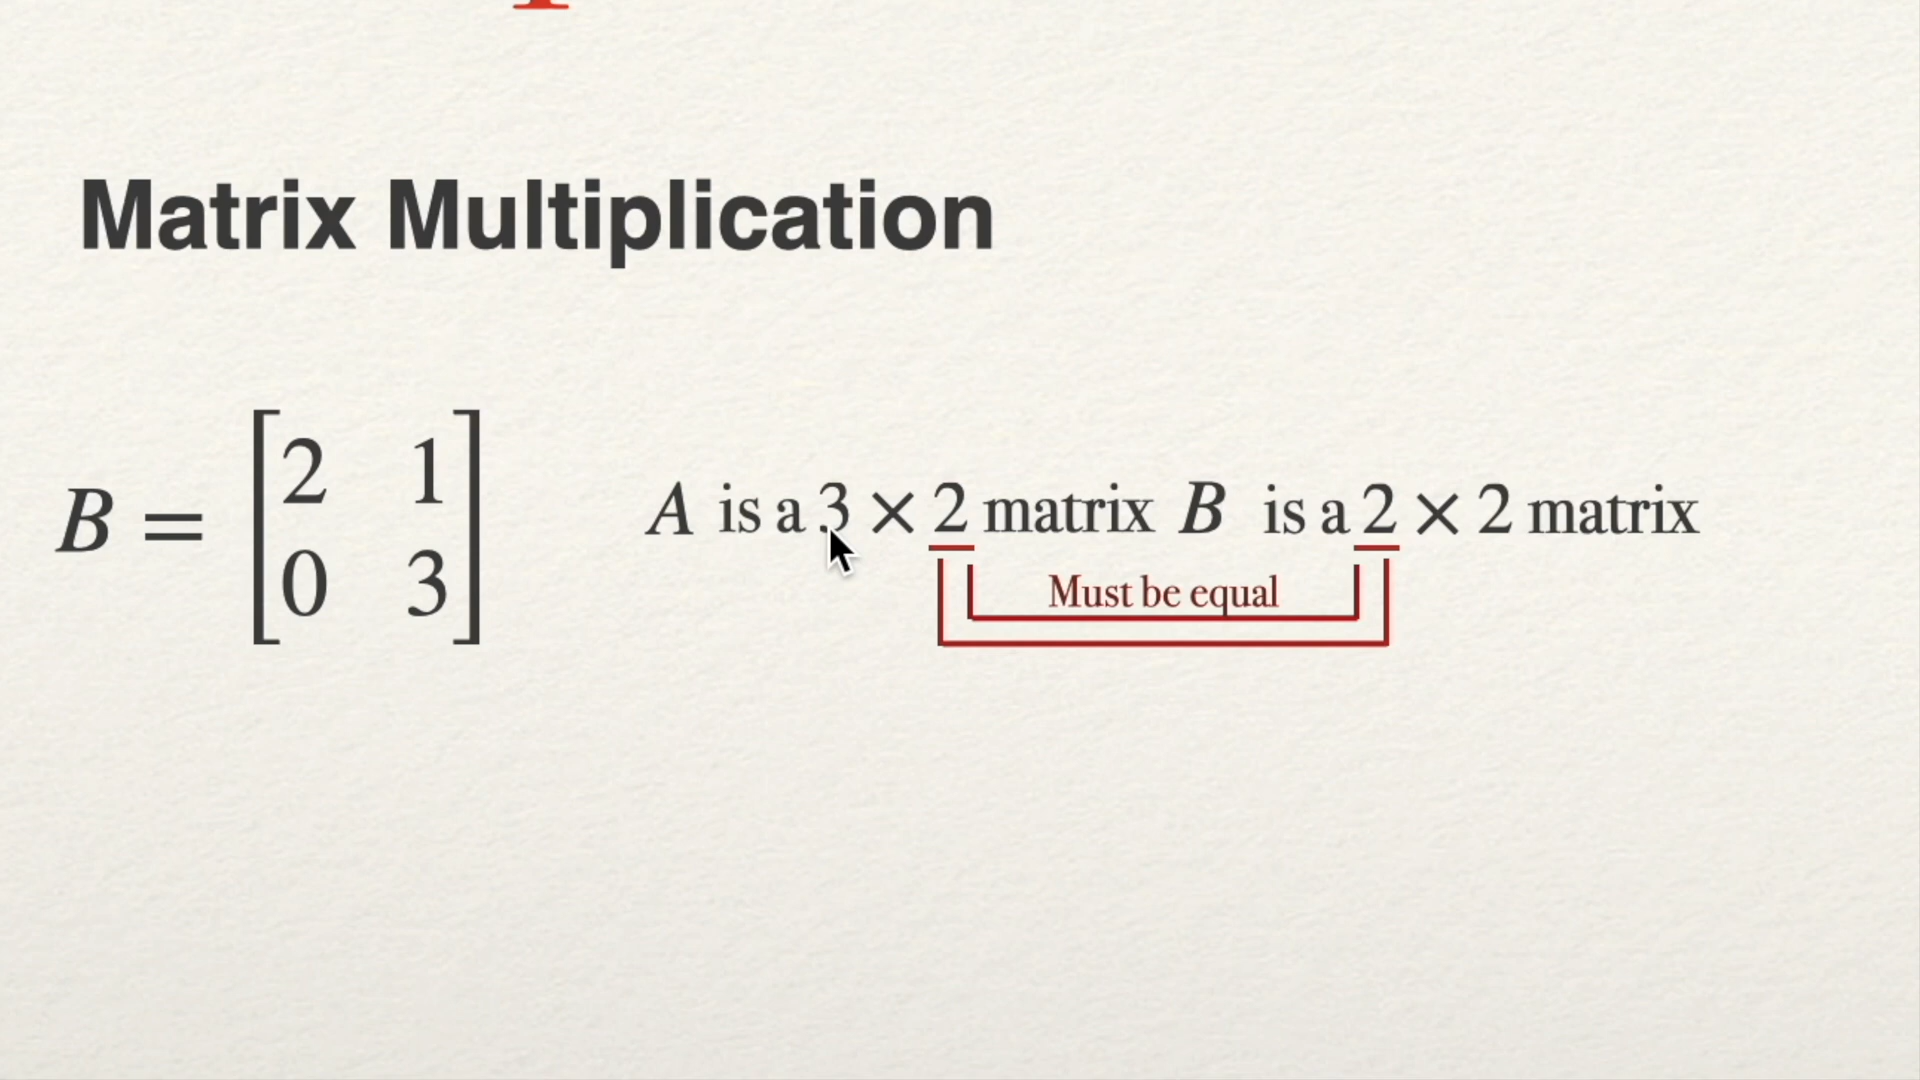 Matrix Multiplication
B = [2 1
0 3]
A is a 3 × 2 matrix B is a 2 × 2 matrix
Must be equal